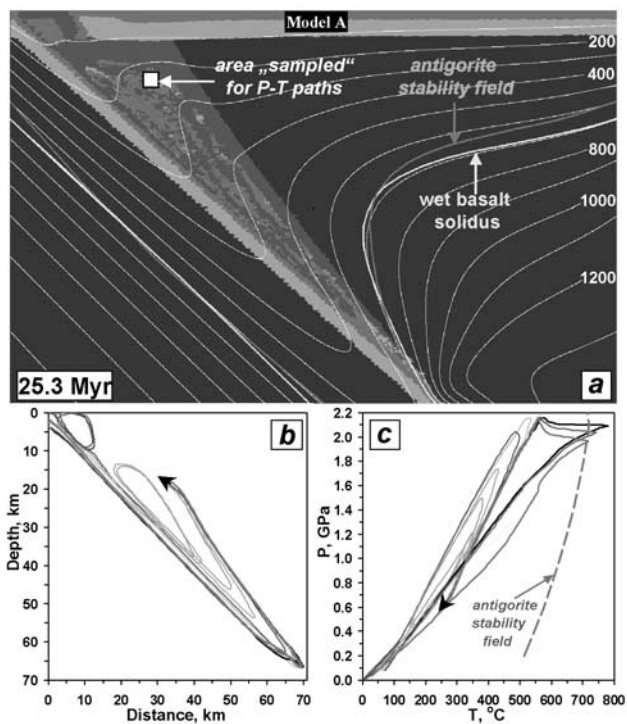 Model A
200
area „sampled“
for P-T paths
antigorite
stability field
400
800
wet basalt
solidus
1000
1200
25.3 Myr
a
b
0
10
20
30
40
50
60
70
Depth, km
0 10 20 30 40 50 60 70
Distance, km
c
2.2
2.0
1.8
1.6
1.4
1.2
1.0
0.8
0.6
0.4
0.2
0.0
P, GPa
antigorite
stability
field
0 100 200 300 400 500 600 700 800
T, °C